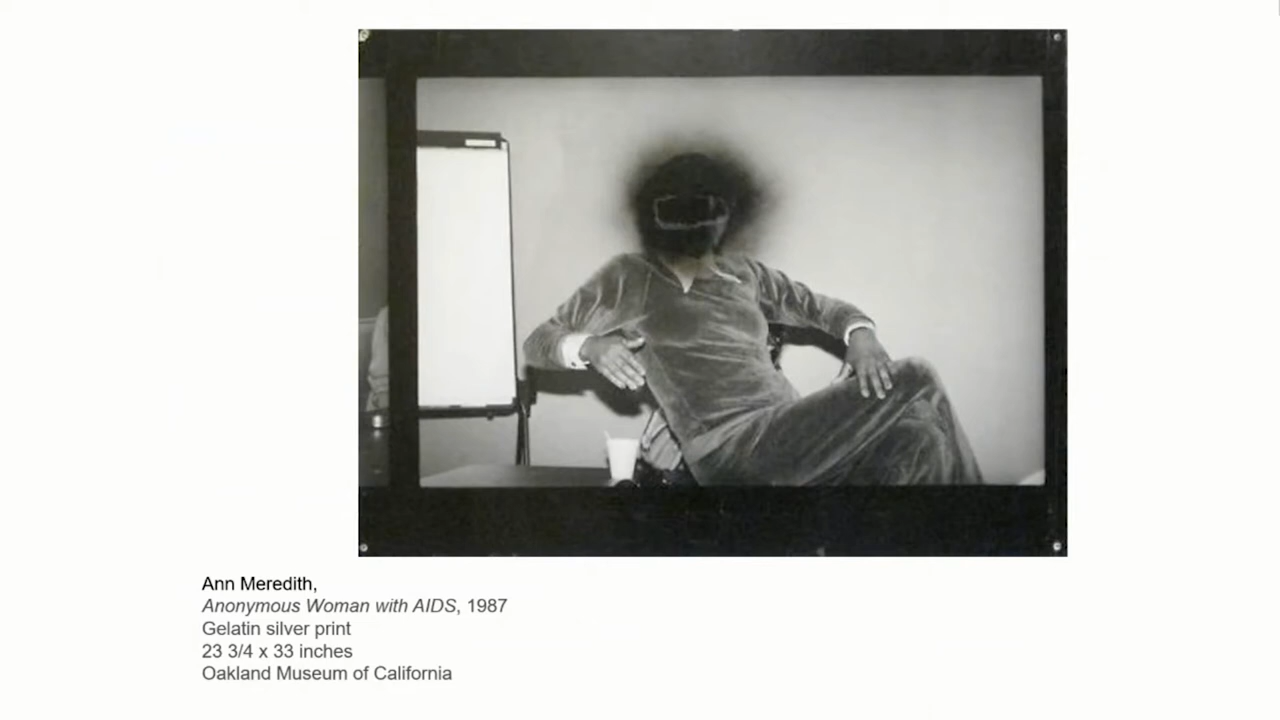 Ann Meredith,
Anonymous Woman with AIDS, 1987
Gelatin silver print
23 3/4 x 33 inches
Oakland Museum of California